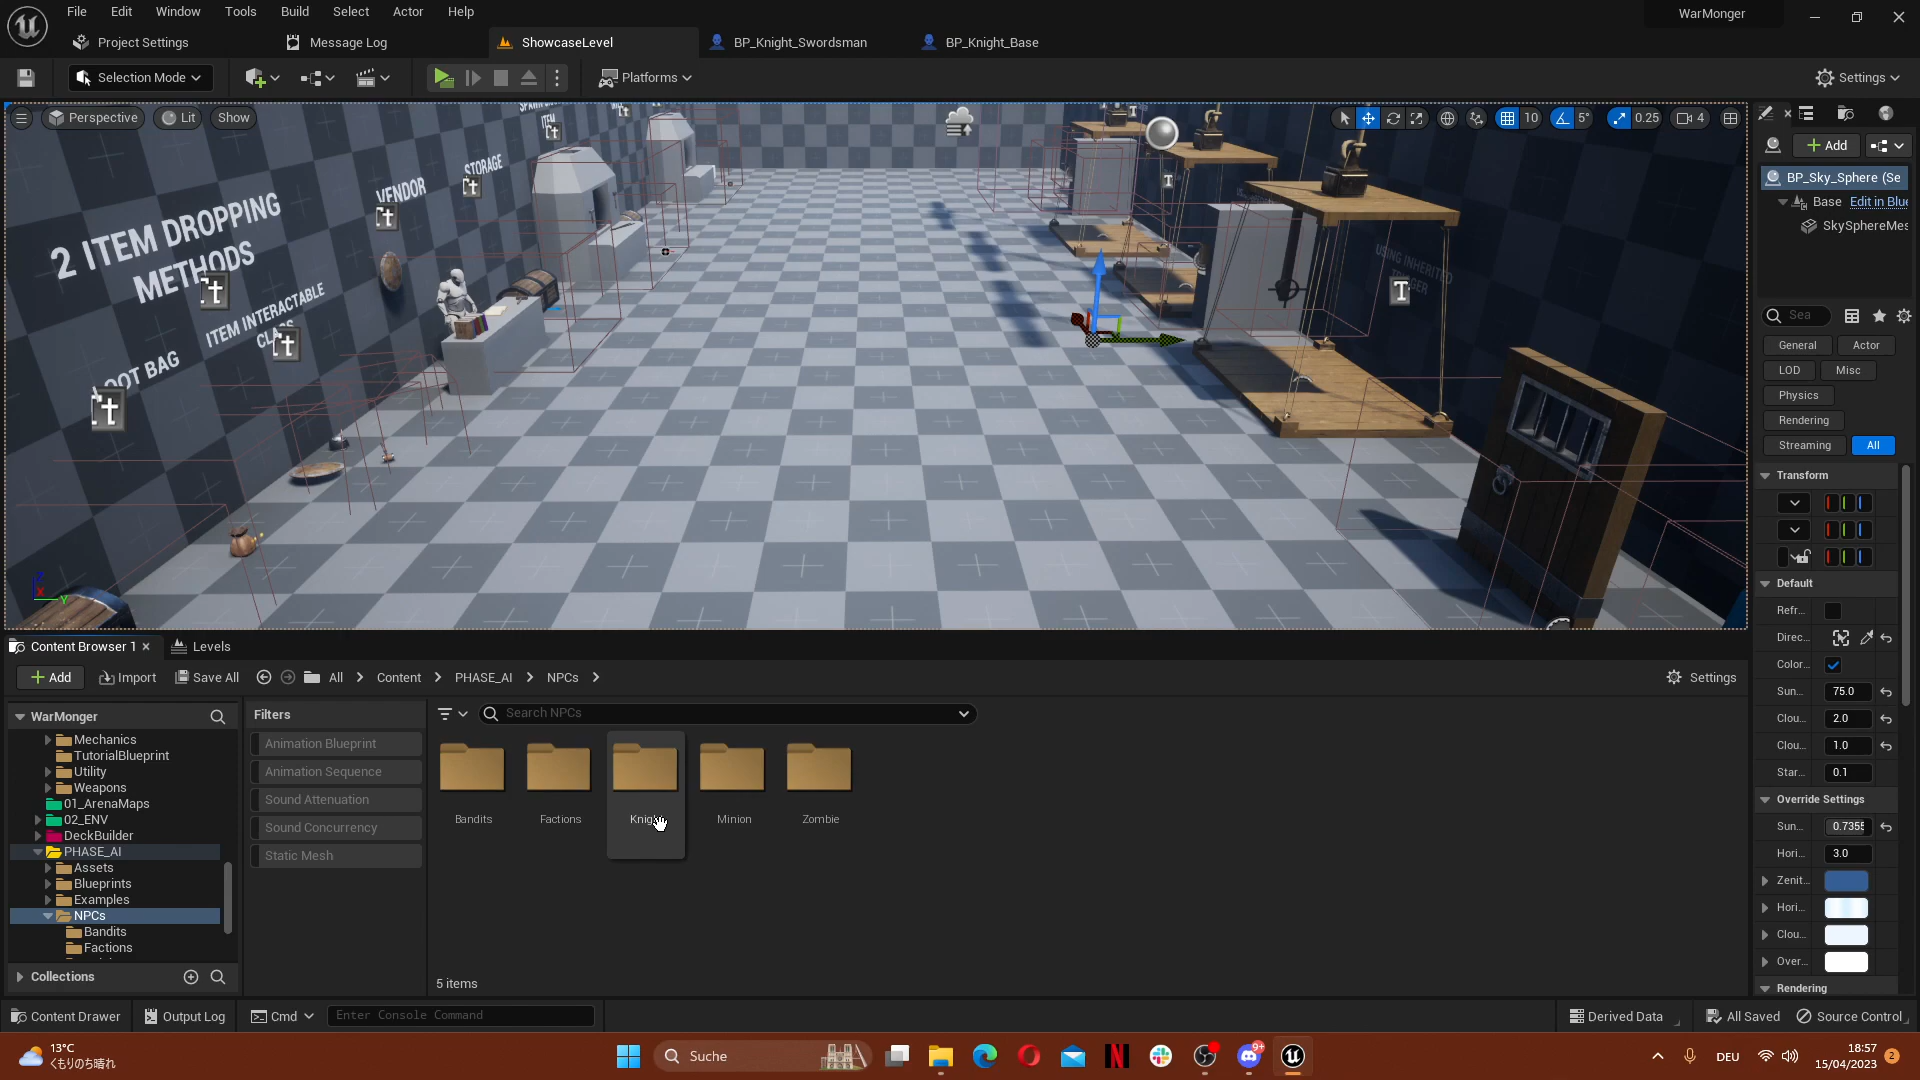 File Edit Window Tools Build Select Actor Help
WarMonger
Project Settings
Message Log
ShowcaseLevel
BP_Knight_Swordsman
BP_Knight_Base
Selection Mode
Platforms
Settings
Perspective
Lit
Show
10
5°
0.25
4
2 ITEM DROPPING
METHODS
LOOT BAG
ITEM INTERACTABLE
CLASS
VENDOR
STORAGE
ITEM
USING INHERITED
TRIGGER
T
T
Add
BP_Sky_Sphere (Se
Base
Edit in Blue
SkySphereMes
Sea
General
Actor
LOD
Misc
Physics
Rendering
Streaming
All
Transform
Default
Refr...
Direc...
Color...
Sun... 75.0
Clou... 2.0
Clou... 1.0
Star... 0.1
Override Settings
Sun... 0.7355
Hori... 3.0
Zenit...
Hori...
Clou...
Over...
Rendering
Content Browser 1
Levels
Add
Import
Save All
All
Content
PHASE_AI
NPCs
Settings
WarMonger
Mechanics
TutorialBlueprint
Utility
Weapons
01_ArenaMaps
02_ENV
DeckBuilder
PHASE_AI
Assets
Blueprints
Examples
NPCs
Bandits
Factions
Collections
Filters
Animation Blueprint
Animation Sequence
Sound Attenuation
Sound Concurrency
Static Mesh
Search NPCs
Bandits
Factions
Minion
Zombie
5 items
Content Drawer
Output Log
Cmd
Enter Console Command
Derived Data
All Saved
Source Control
13°C
くもりのち晴れ
Suche
9+
DEU
18:57
15/04/2023
2